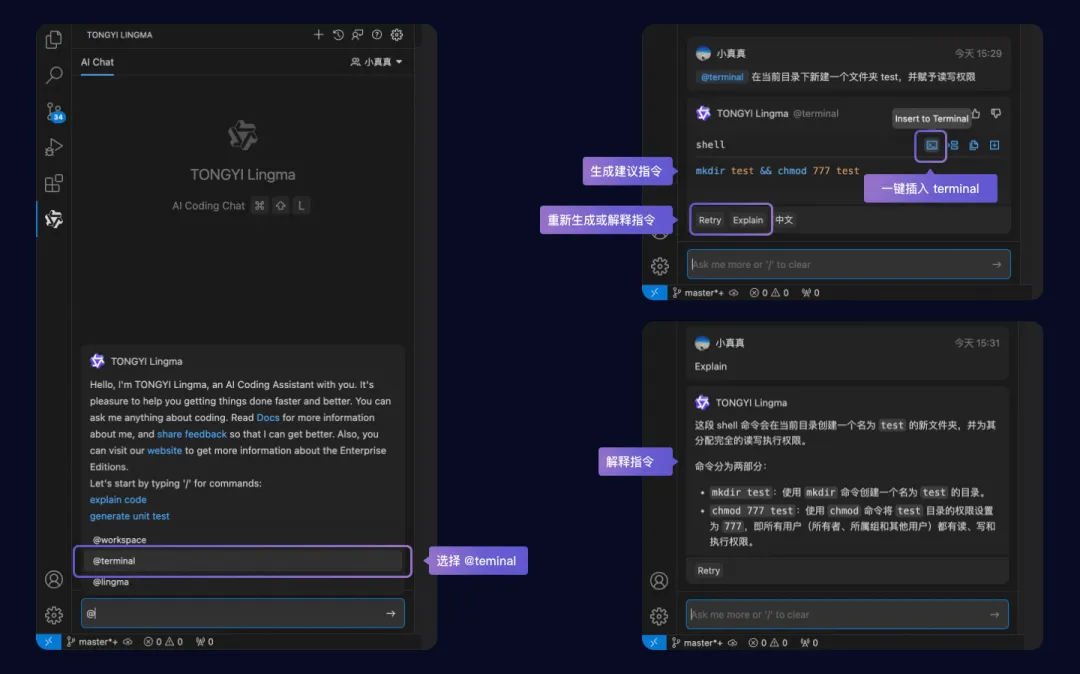 TONGYI LINGMA
AI Chat
小真真
34
TONGYI Lingma
AI Coding Chat ⌘ ⇧ L
TONGYI Lingma
Hello, I'm TONGYI Lingma, an AI Coding Assistant with you. It's
pleasure to help you getting things done faster and better. You can
ask me anything about coding. Read Docs for more information
about me, and share feedback so that I can get better. Also, you
can visit our website to get more information about the Enterprise
Editions.
Let's start by typing '/' for commands:
explain code
generate unit test
@workspace
@terminal
@lingma
选择 @teminal
@
master*+ 0 0 0
小真真 今天 15:29
@terminal 在当前目录下新建一个文件夹 test，并赋予读写权限
TONGYI Lingma @terminal
Insert to Terminal
shell
生成建议指令
mkdir test && chmod 777 test
一键插入 terminal
重新生成或解释指令
Retry Explain 中文
Ask me more or '/' to clear
master*+ 0 0 0
小真真 今天 15:31
Explain
TONGYI Lingma
这段 shell 命令会在当前目录创建一个名为 test 的新文件夹，并为其
分配完全的读写执行权限。
解释指令
命令分为两部分：
• mkdir test：使用 mkdir 命令创建一个名为 test 的目录。
• chmod 777 test：使用 chmod 命令将 test 目录的权限设置
为 777，即所有用户（所有者、所属组和其他用户）都有读、写和
执行权限。
Retry
Ask me more or '/' to clear
master*+ 0 0 0